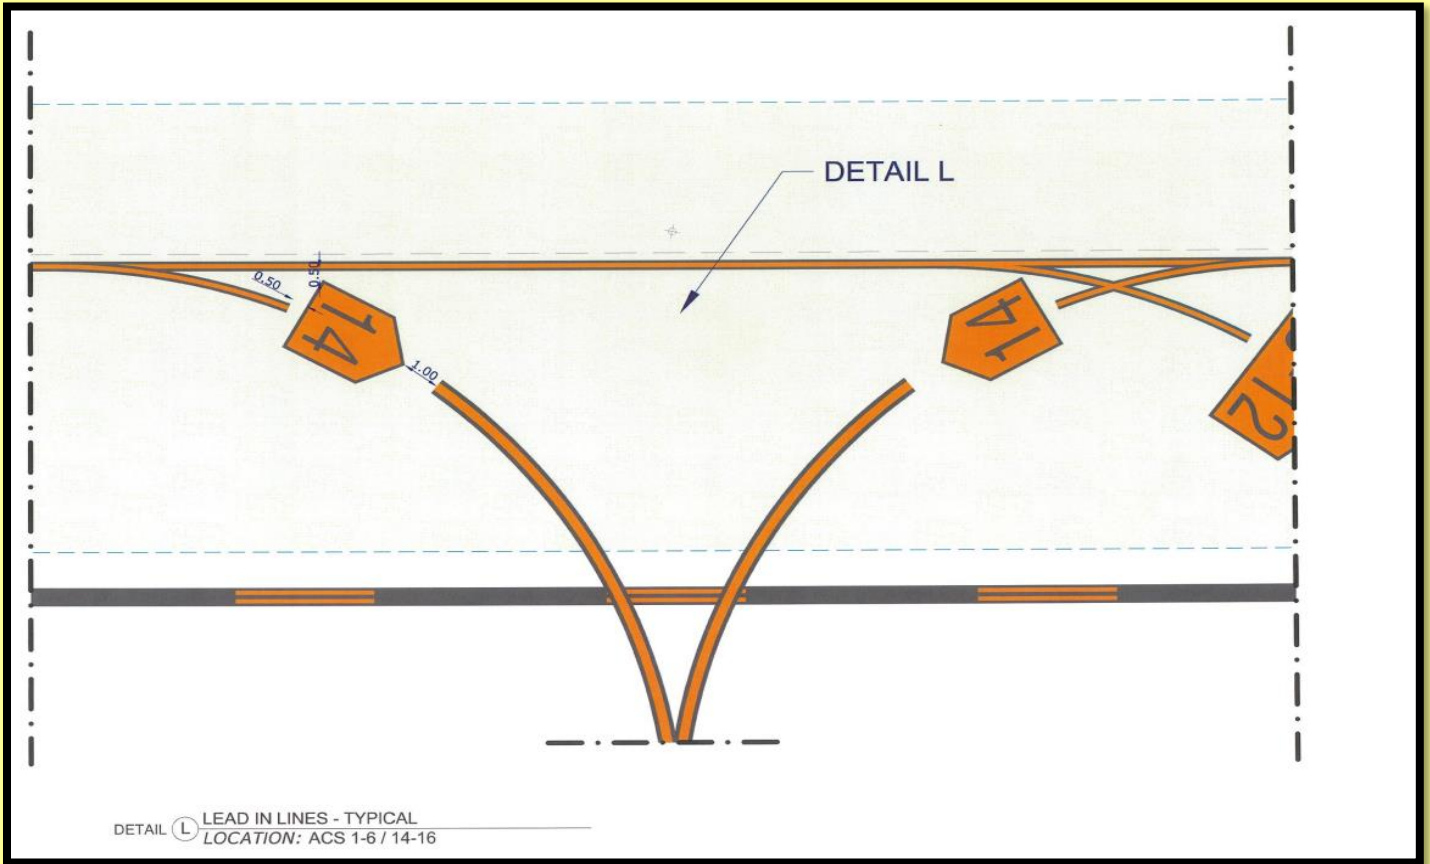 DETAIL L
0.50
0.50
14
1.00
14
12
DETAIL L LEAD IN LINES - TYPICAL
LOCATION: ACS 1-6 / 14-16